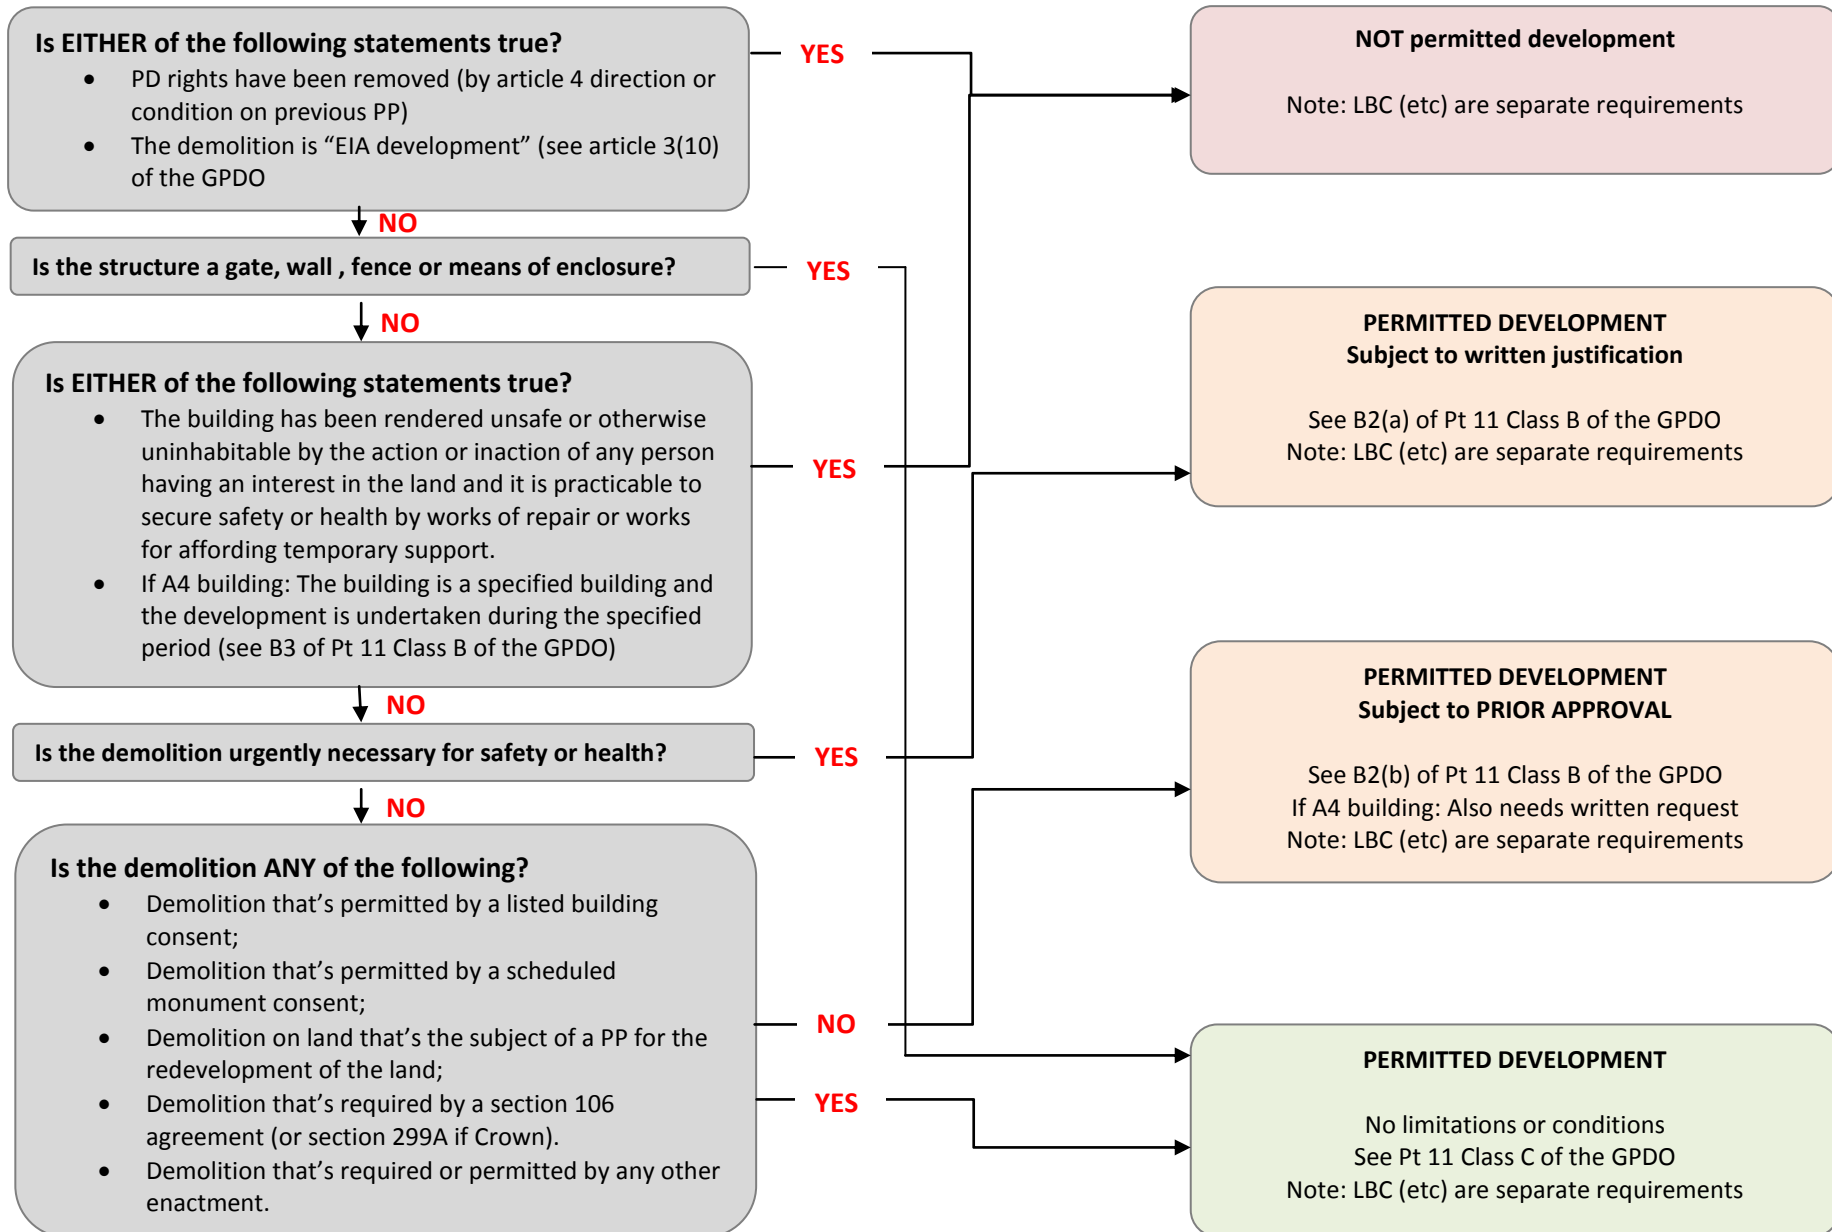 Is EITHER of the following statements true?
• PD rights have been removed (by article 4 direction or
condition on previous PP)
• The demolition is “EIA development” (see article 3(10)
of the GPDO
YES
NO
Is the structure a gate, wall , fence or means of enclosure?
YES
NO
Is EITHER of the following statements true?
• The building has been rendered unsafe or otherwise
uninhabitable by the action or inaction of any person
having an interest in the land and it is practicable to
secure safety or health by works of repair or works
for affording temporary support.
• If A4 building: The building is a specified building and
the development is undertaken during the specified
period (see B3 of Pt 11 Class B of the GPDO)
YES
NO
Is the demolition urgently necessary for safety or health?
YES
NO
Is the demolition ANY of the following?
• Demolition that’s permitted by a listed building
consent;
• Demolition that’s permitted by a scheduled
monument consent;
• Demolition on land that’s the subject of a PP for the
redevelopment of the land;
• Demolition that’s required by a section 106
agreement (or section 299A if Crown).
• Demolition that’s required or permitted by any other
enactment.
NO
YES
NOT permitted development
Note: LBC (etc) are separate requirements
PERMITTED DEVELOPMENT
Subject to written justification
See B2(a) of Pt 11 Class B of the GPDO
Note: LBC (etc) are separate requirements
PERMITTED DEVELOPMENT
Subject to PRIOR APPROVAL
See B2(b) of Pt 11 Class B of the GPDO
If A4 building: Also needs written request
Note: LBC (etc) are separate requirements
PERMITTED DEVELOPMENT
No limitations or conditions
See Pt 11 Class C of the GPDO
Note: LBC (etc) are separate requirements